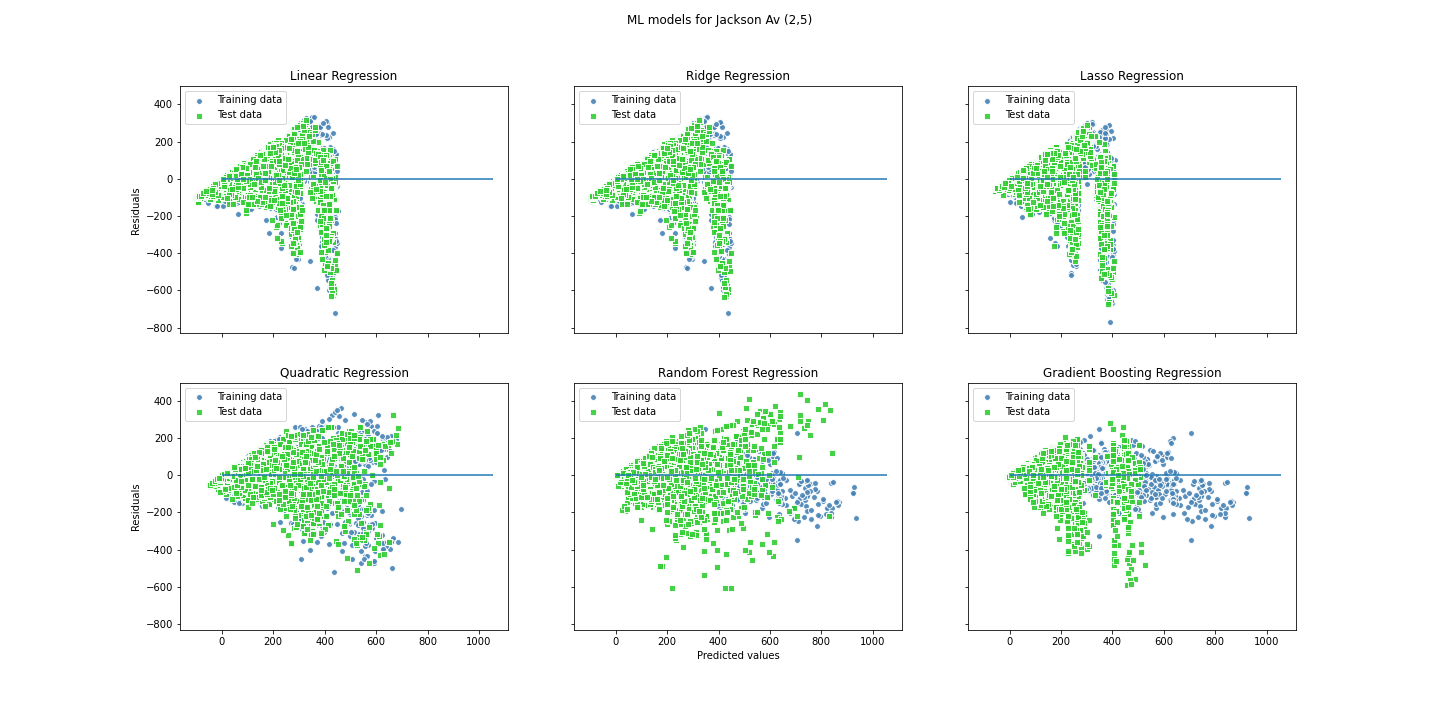 ML models for Jackson Av (2,5)
Linear Regression
Ridge Regression
Lasso Regression
Training data
Test data
Training data
Test data
Training data
Test data
400
200
0
−200
−400
−600
−800
Residuals
Quadratic Regression
Random Forest Regression
Gradient Boosting Regression
Training data
Test data
Training data
Test data
Training data
Test data
400
200
0
−200
−400
−600
−800
Residuals
0 200 400 600 800 1000
0 200 400 600 800 1000
0 200 400 600 800 1000
Predicted values